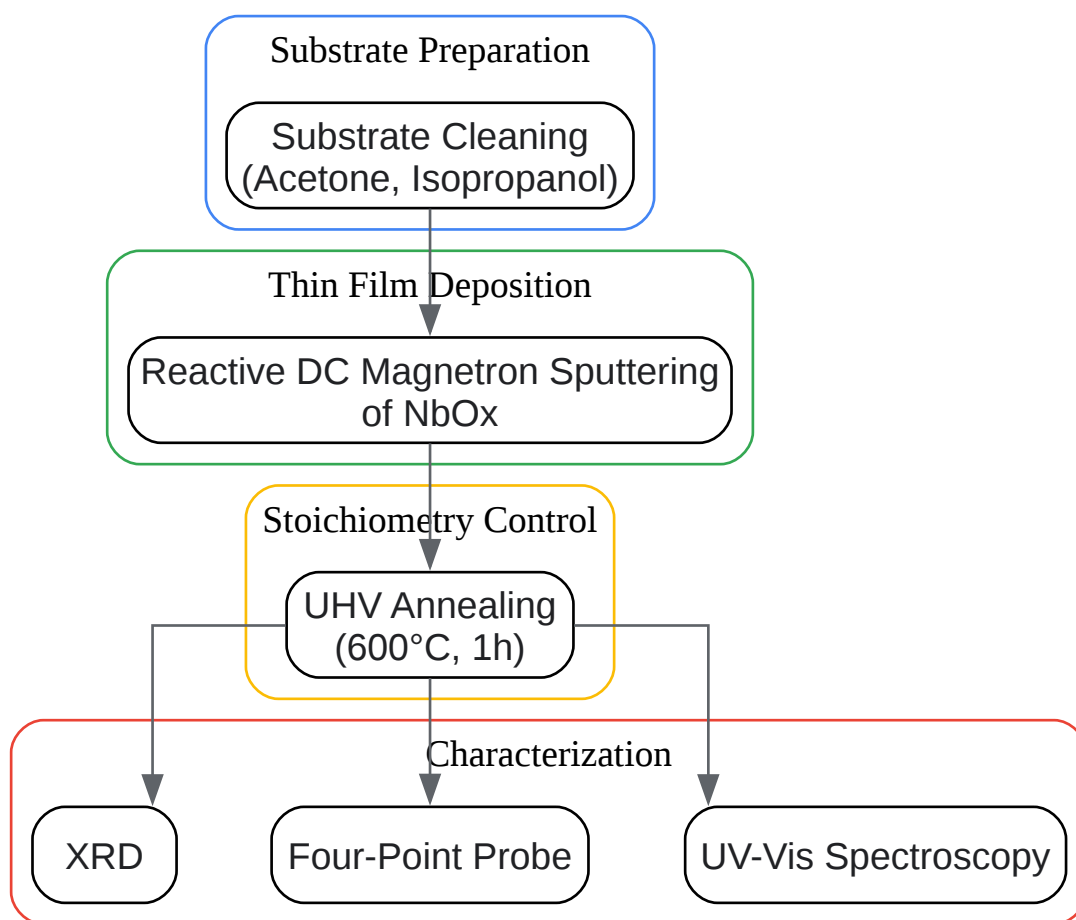 Substrate Preparation
Substrate Cleaning
(Acetone, Isopropanol)
Thin Film Deposition
Reactive DC Magnetron Sputtering
of NbOx
Stoichiometry Control
UHV Annealing
(600°C, 1h)
Characterization
XRD
Four-Point Probe
UV-Vis Spectroscopy